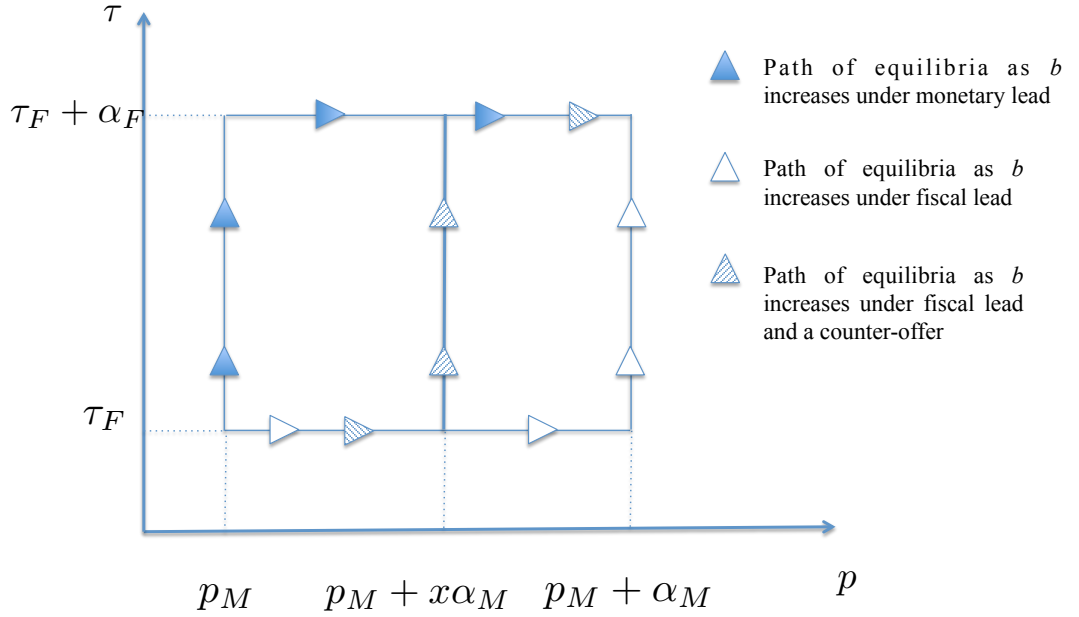 τ
τ_F + α_F
τ_F
p_M
p_M + xα_M
p_M + α_M
p
Path of equilibria as b
increases under monetary lead
Path of equilibria as b
increases under fiscal lead
Path of equilibria as b
increases under fiscal lead
and a counter-offer